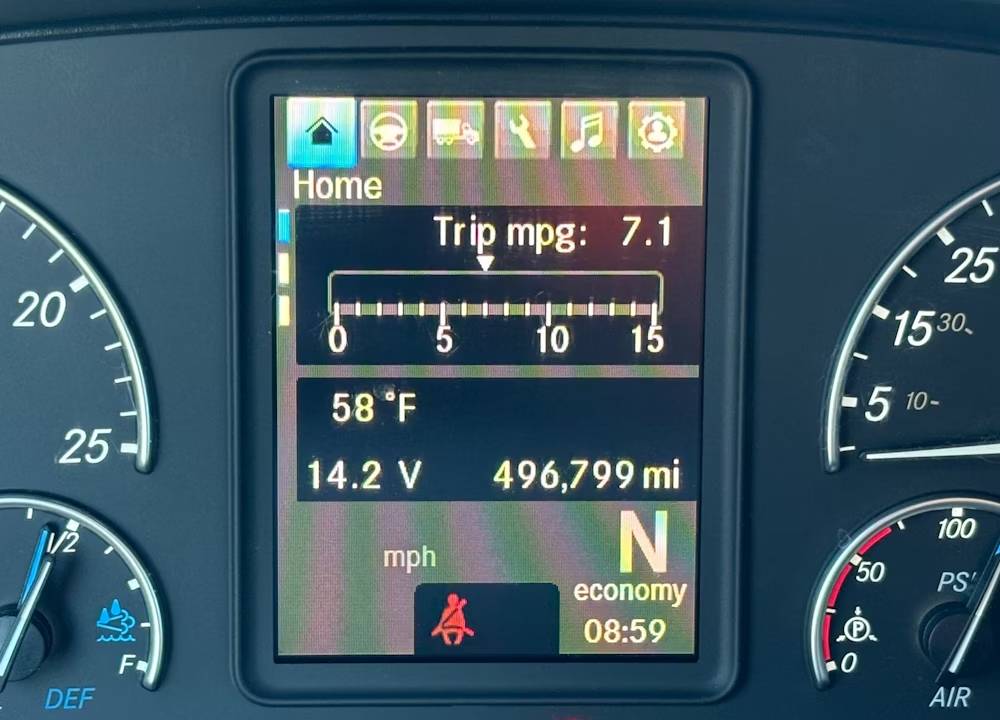 Home
Trip mpg: 7.1
0 5 10 15
58 °F
14.2 V 496,799 mi
N
mph
economy
08:59
20
25
1/2
F
DEF
25
15 30
5 10
100
50
PSI
P
0
AIR